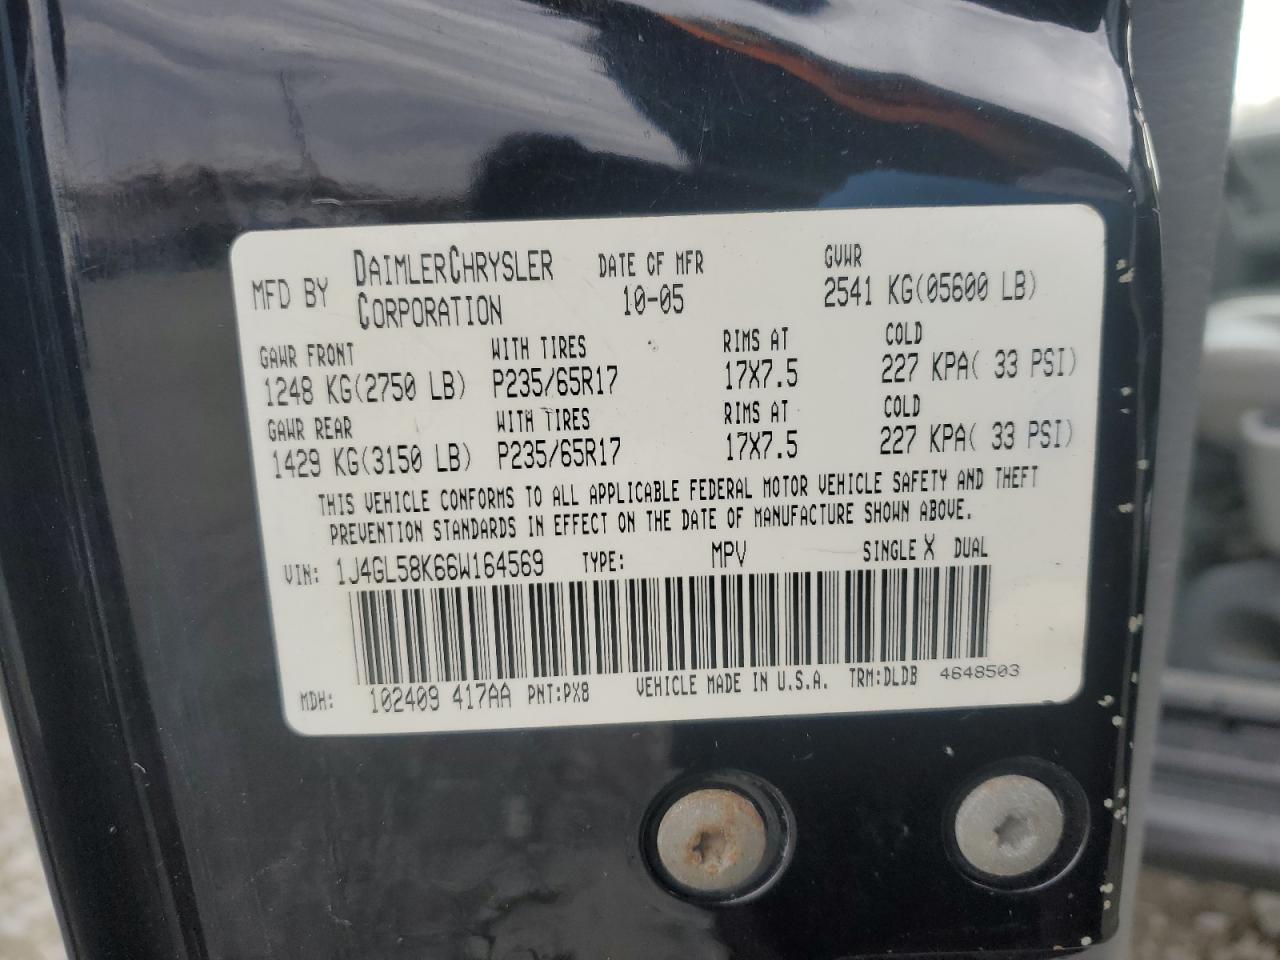 MFD BY DAIMLERCHRYSLER CORPORATION DATE OF MFR 10-05 GVWR 2541 KG(05600 LB)
GAWR FRONT WITH TIRES RIMS AT COLD
1248 KG(2750 LB) P235/65R17 17X7.5 227 KPA( 33 PSI)
GAWR REAR WITH TIRES RIMS AT COLD
1429 KG(3150 LB) P235/65R17 17X7.5 227 KPA( 33 PSI)
THIS VEHICLE CONFORMS TO ALL APPLICABLE FEDERAL MOTOR VEHICLE SAFETY AND THEFT
PREVENTION STANDARDS IN EFFECT ON THE DATE OF MANUFACTURE SHOWN ABOVE.
VIN: 1J4GL58K66W164569 TYPE: MPV SINGLE X DUAL
MDH: 102409 417AA PNT:PX8 VEHICLE MADE IN U.S.A. TRM:DLDB 4648503